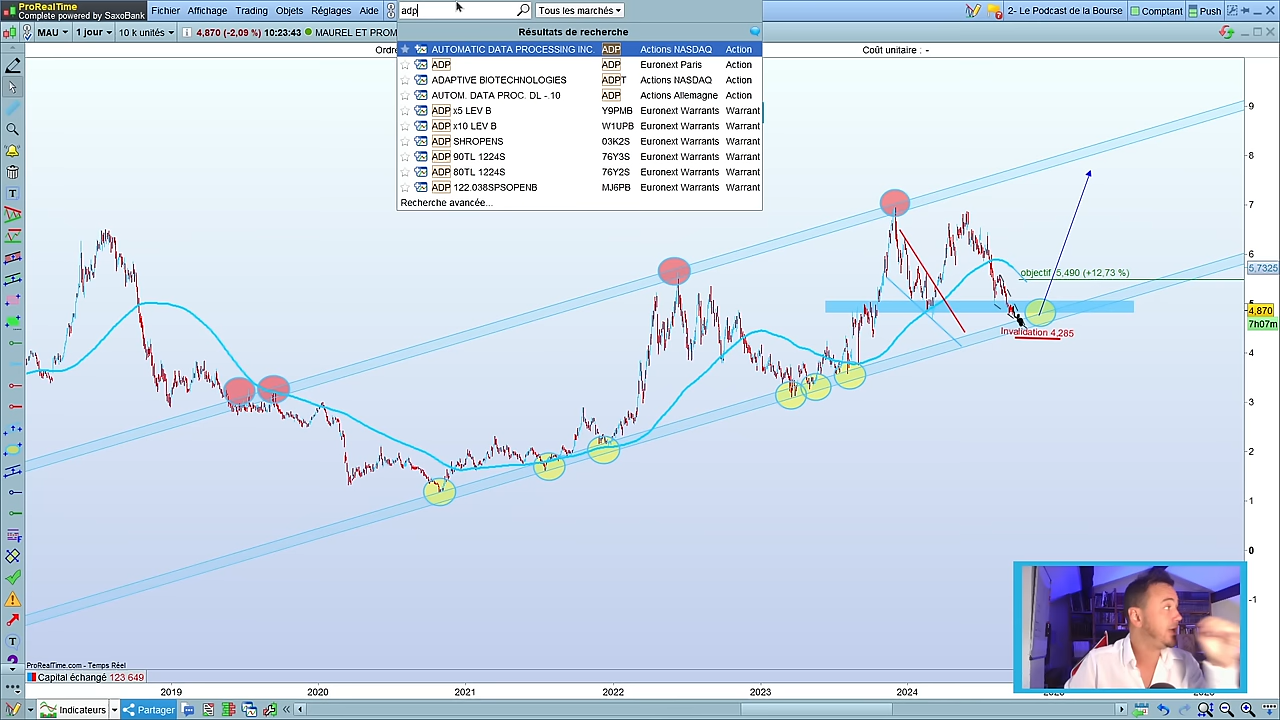 ProRealTime
Complete powered by SaxoBank
Fichier Affichage Trading Objets Réglages Aide
adp
Tous les marchés
2- Le Podcast de la Bourse
Comptant
Push
MAU 1 jour 10 k unités 4,870 (-2,09 %) 10:23:43 MAUREL ET PROM
Résultats de recherche
Ordre
Coût unitaire : -
AUTOMATIC DATA PROCESSING INC. ADP Actions NASDAQ Action
ADP ADP Euronext Paris Action
ADAPTIVE BIOTECHNOLOGIES ADPT Actions NASDAQ Action
AUTOM. DATA PROC. DL -.10 ADP Actions Allemagne Action
ADP x5 LEV B Y9PMB Euronext Warrants Warrant
ADP x10 LEV B W1UPB Euronext Warrants Warrant
ADP SHROPENS 03K2S Euronext Warrants Warrant
ADP 90TL 1224S 76Y3S Euronext Warrants Warrant
ADP 80TL 1224S 76Y2S Euronext Warrants Warrant
ADP 122.038SPSOPENB MJ6PB Euronext Warrants Warrant
Recherche avancée...
9
8
7
6
5,7325
objectif 5,490 (+12,73 %)
5
4,870
7h07m
Invalidation 4,285
4
3
2
1
0
-1
ProRealTime.com - Temps Réel
Capital échangé 123 649
2019 2020 2021 2022 2023 2024
Indicateurs
Partager